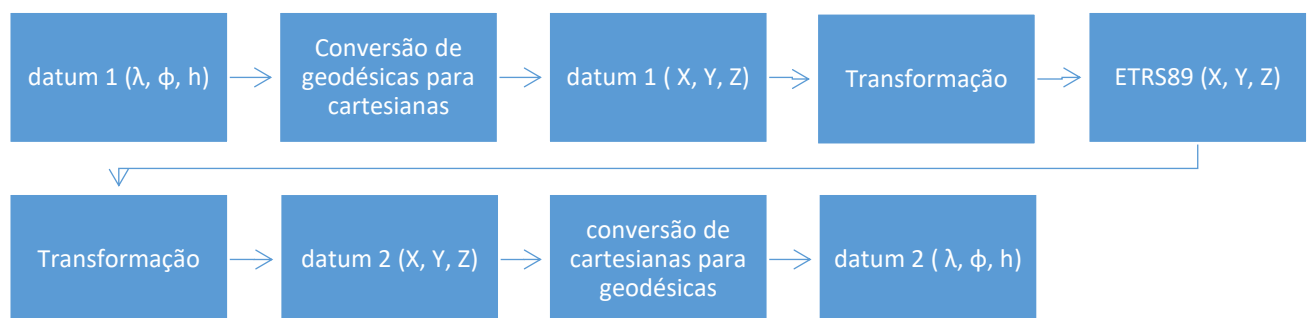 datum 1 (λ, ϕ, h)
Conversão de
geodésicas para
cartesianas
datum 1 ( X, Y, Z)
Transformação
ETRS89 (X, Y, Z)
Transformação
datum 2 (X, Y, Z)
conversão de
cartesianas para
geodésicas
datum 2 ( λ, ϕ, h)